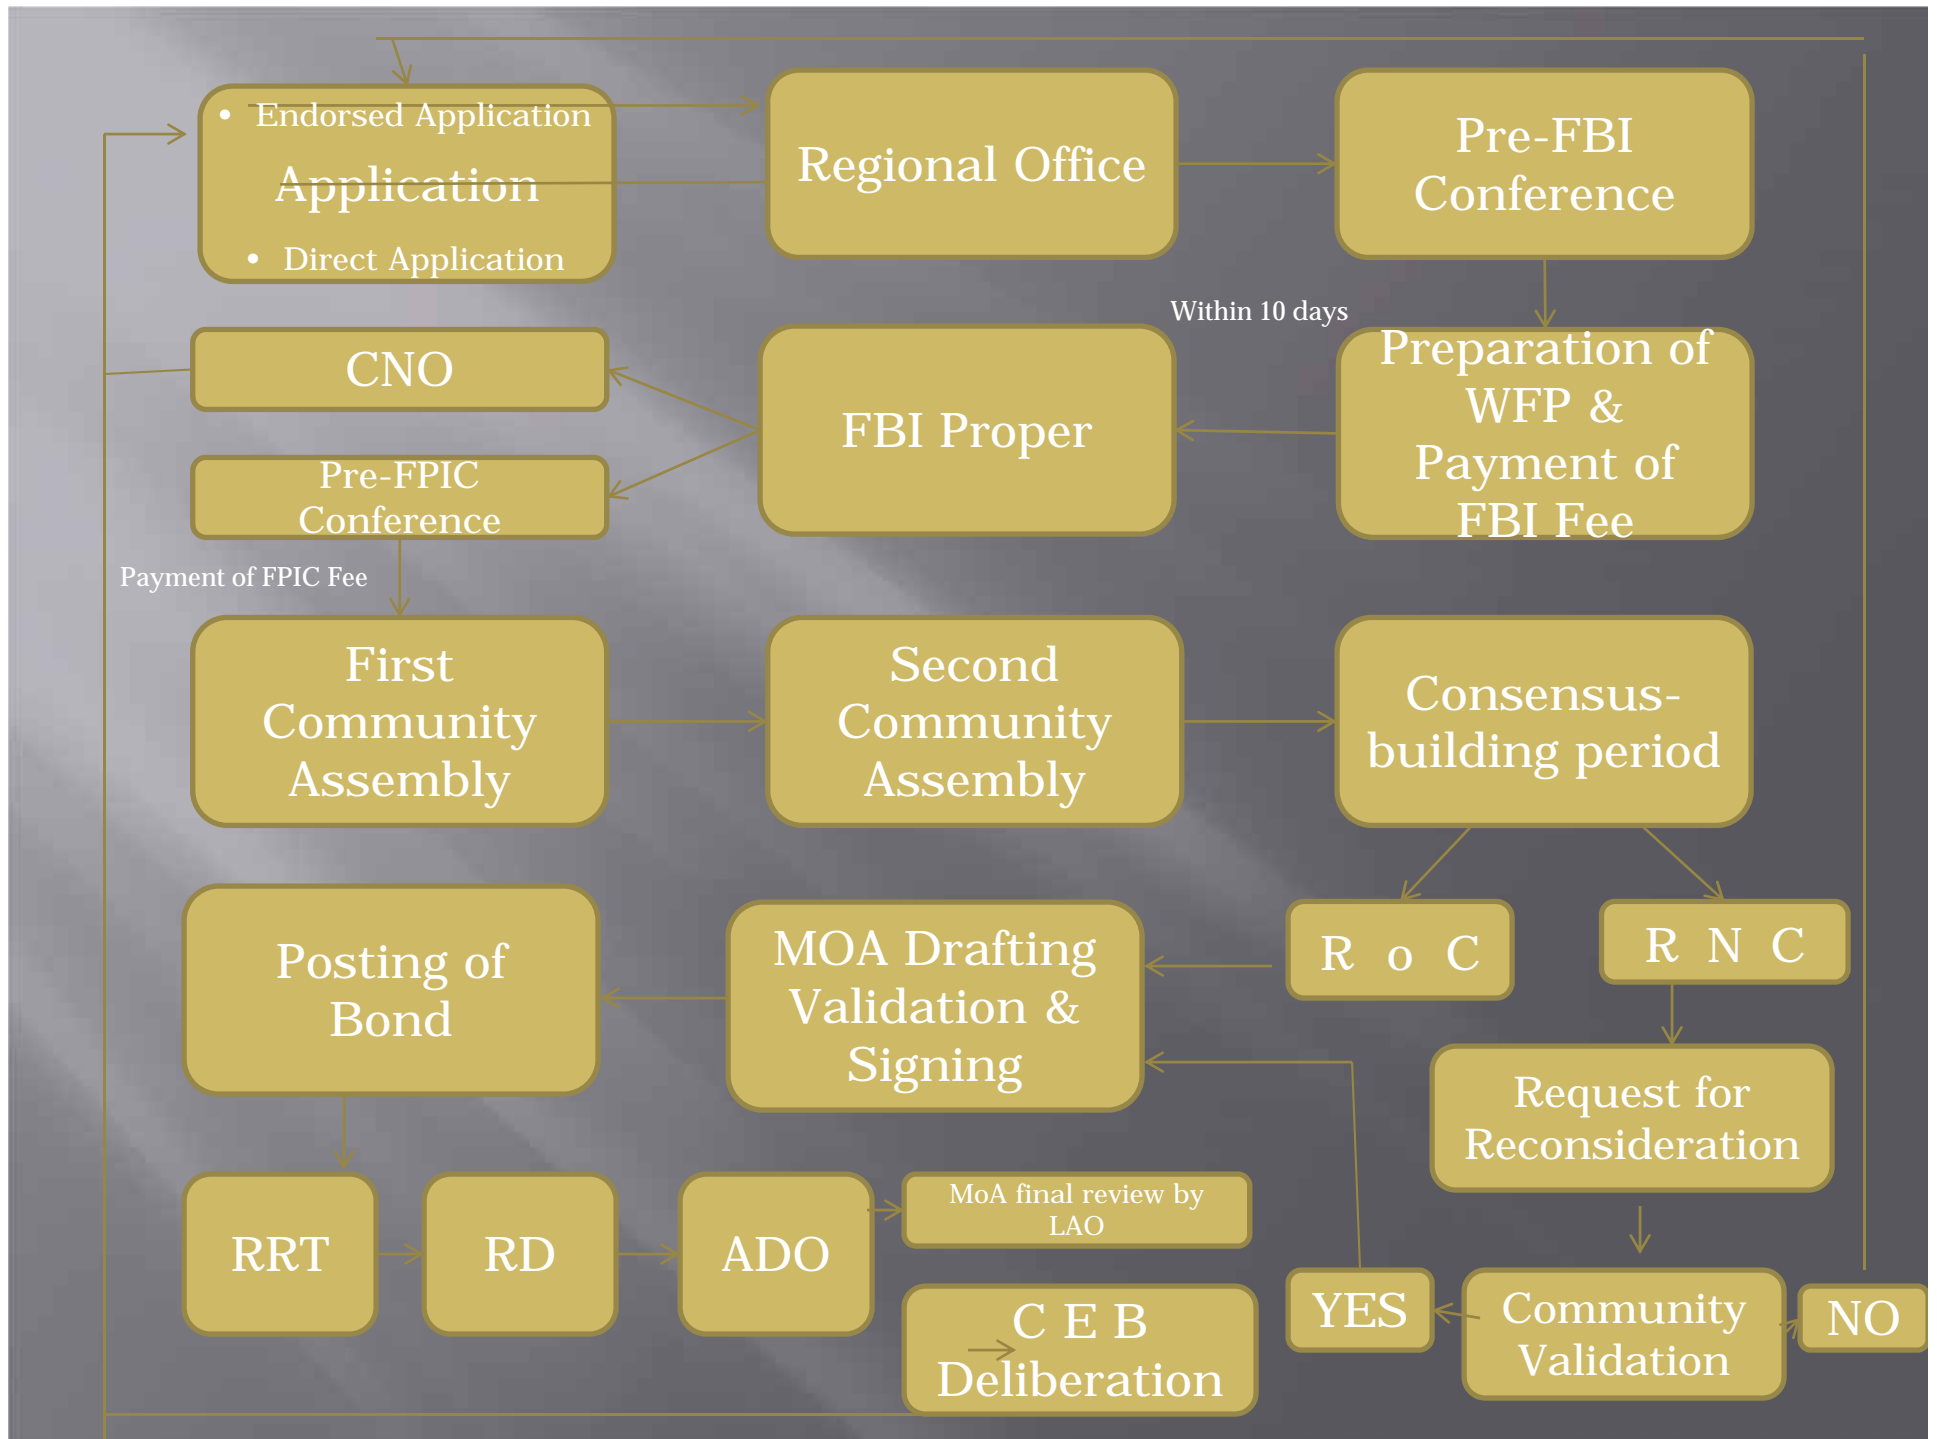 • Endorsed Application
Application
• Direct Application
Regional Office
Pre-FBI
Conference
Within 10 days
CNO
FBI Proper
Preparation of
WFP &
Payment of
FBI Fee
Pre-FPIC
Conference
Payment of FPIC Fee
First
Community
Assembly
Second
Community
Assembly
Consensus-
building period
Posting of
Bond
MOA Drafting
Validation &
Signing
R o C
R N C
Request for
Reconsideration
RRT
RD
ADO
MoA final review by
LAO
C E B
Deliberation
YES
Community
Validation
NO